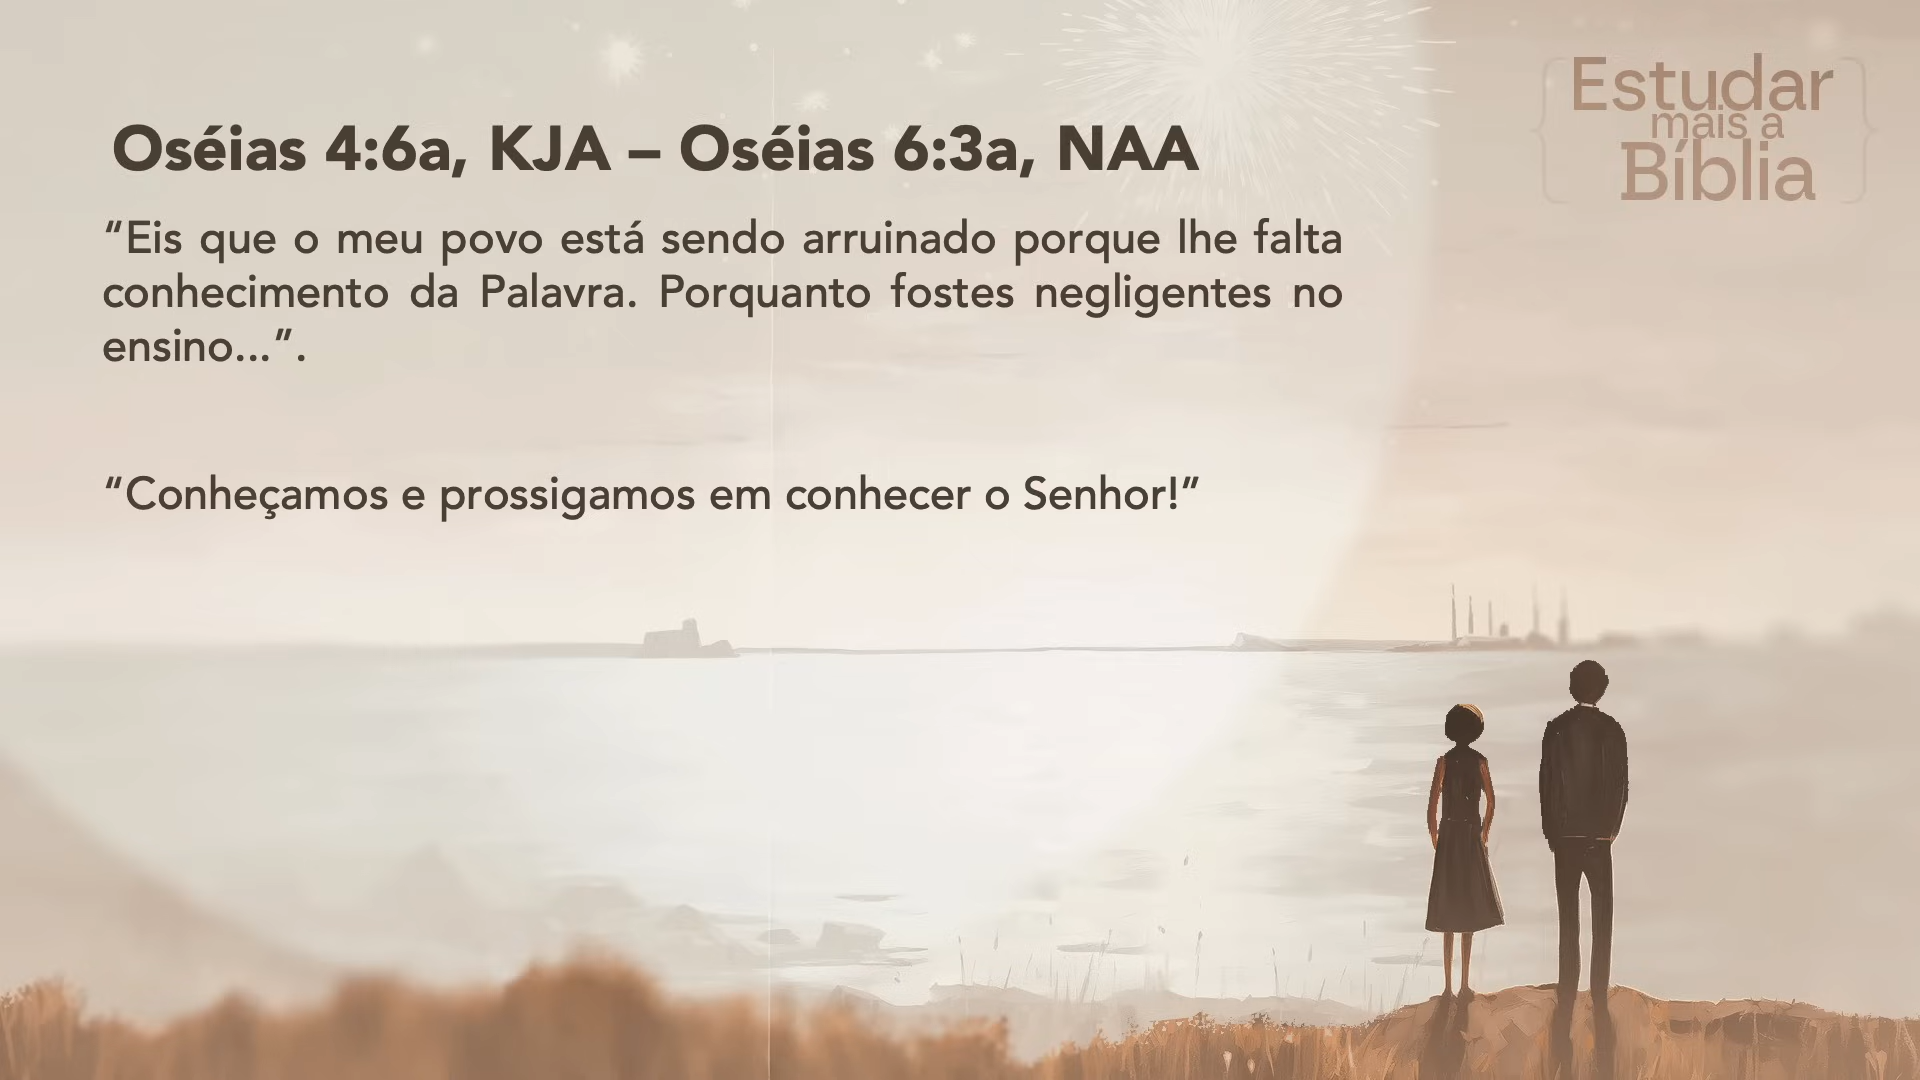 Estudar
mais a
Bíblia
Oséias 4:6a, KJA – Oséias 6:3a, NAA
“Eis que o meu povo está sendo arruinado porque lhe falta
conhecimento da Palavra. Porquanto fostes negligentes no
ensino...”.
“Conheçamos e prossigamos em conhecer o Senhor!”